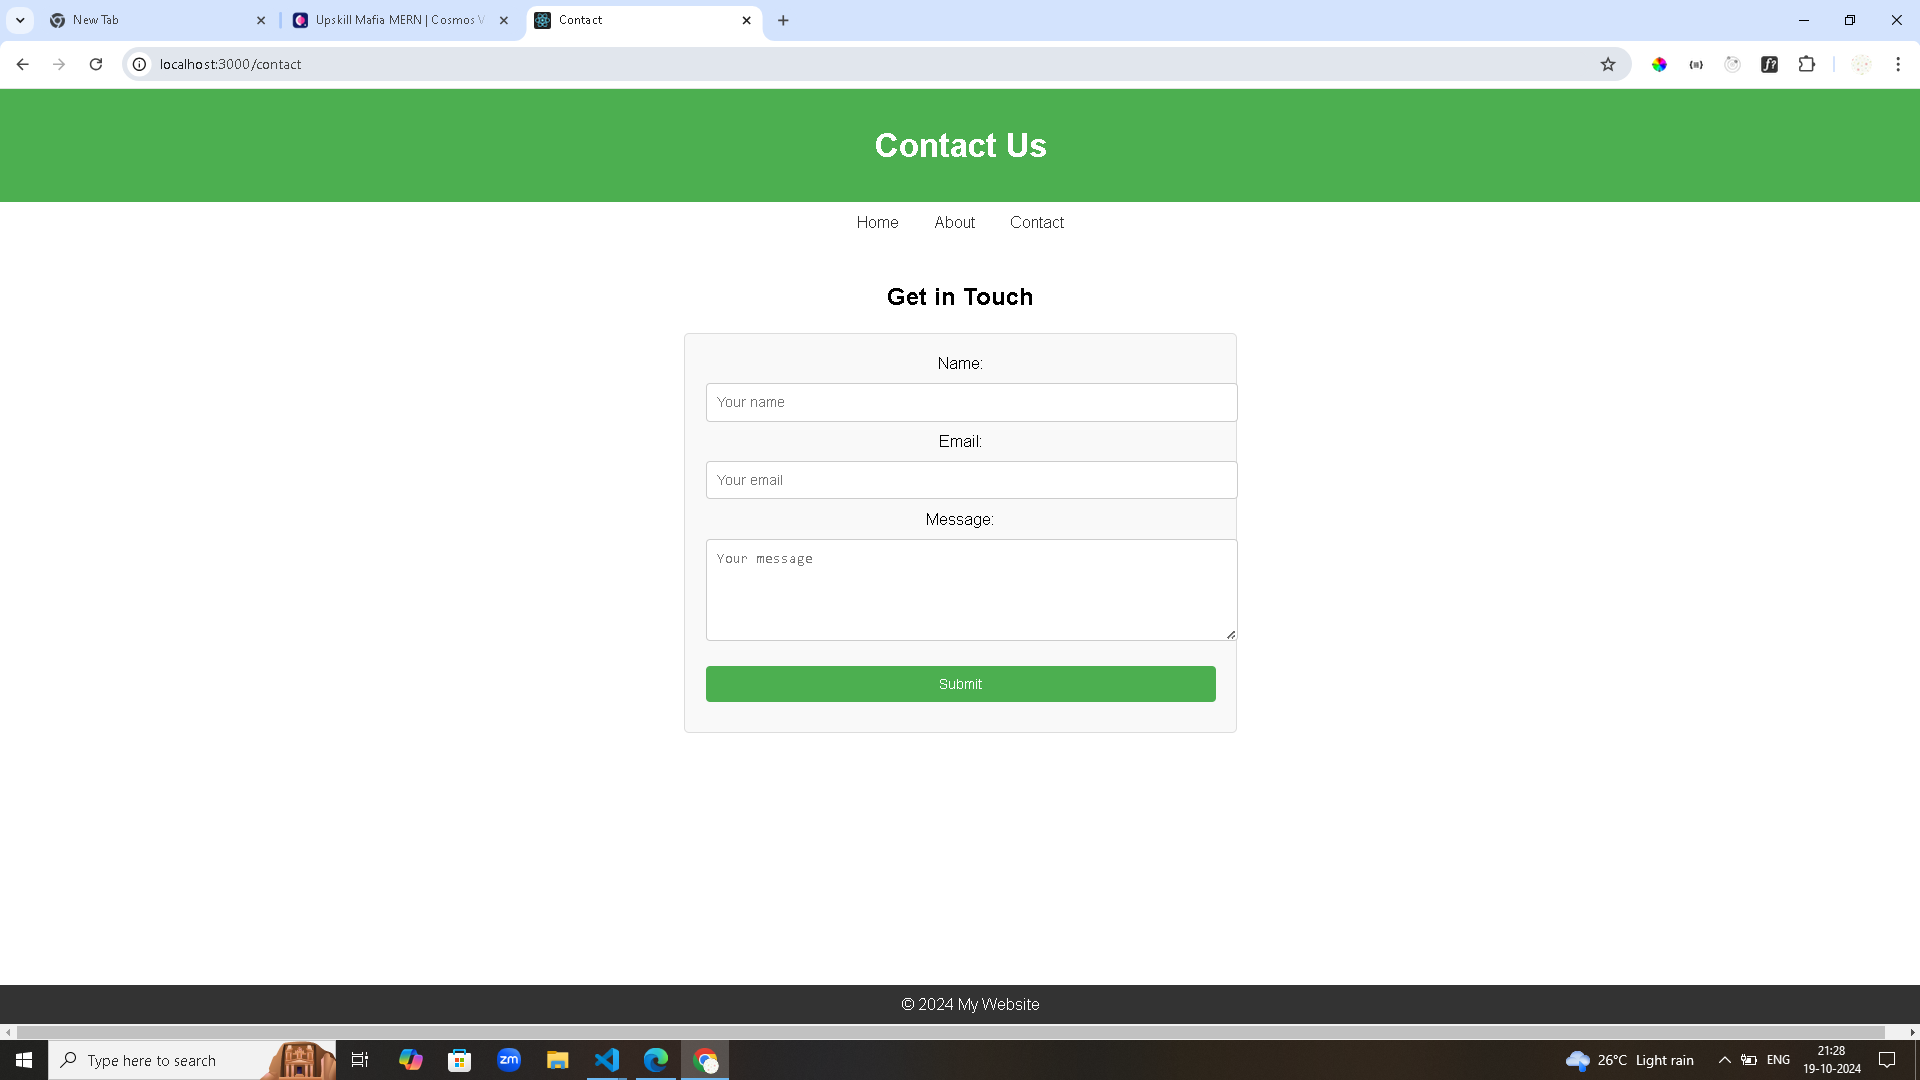 New Tab
Upskill Mafia MERN | Cosmos V
Contact
localhost:3000/contact
Contact Us
Home About Contact
Get in Touch
Name:
Your name
Email:
Your email
Message:
Your message
Submit
© 2024 My Website
Type here to search
zm
26°C Light rain
ENG
21:28
19-10-2024